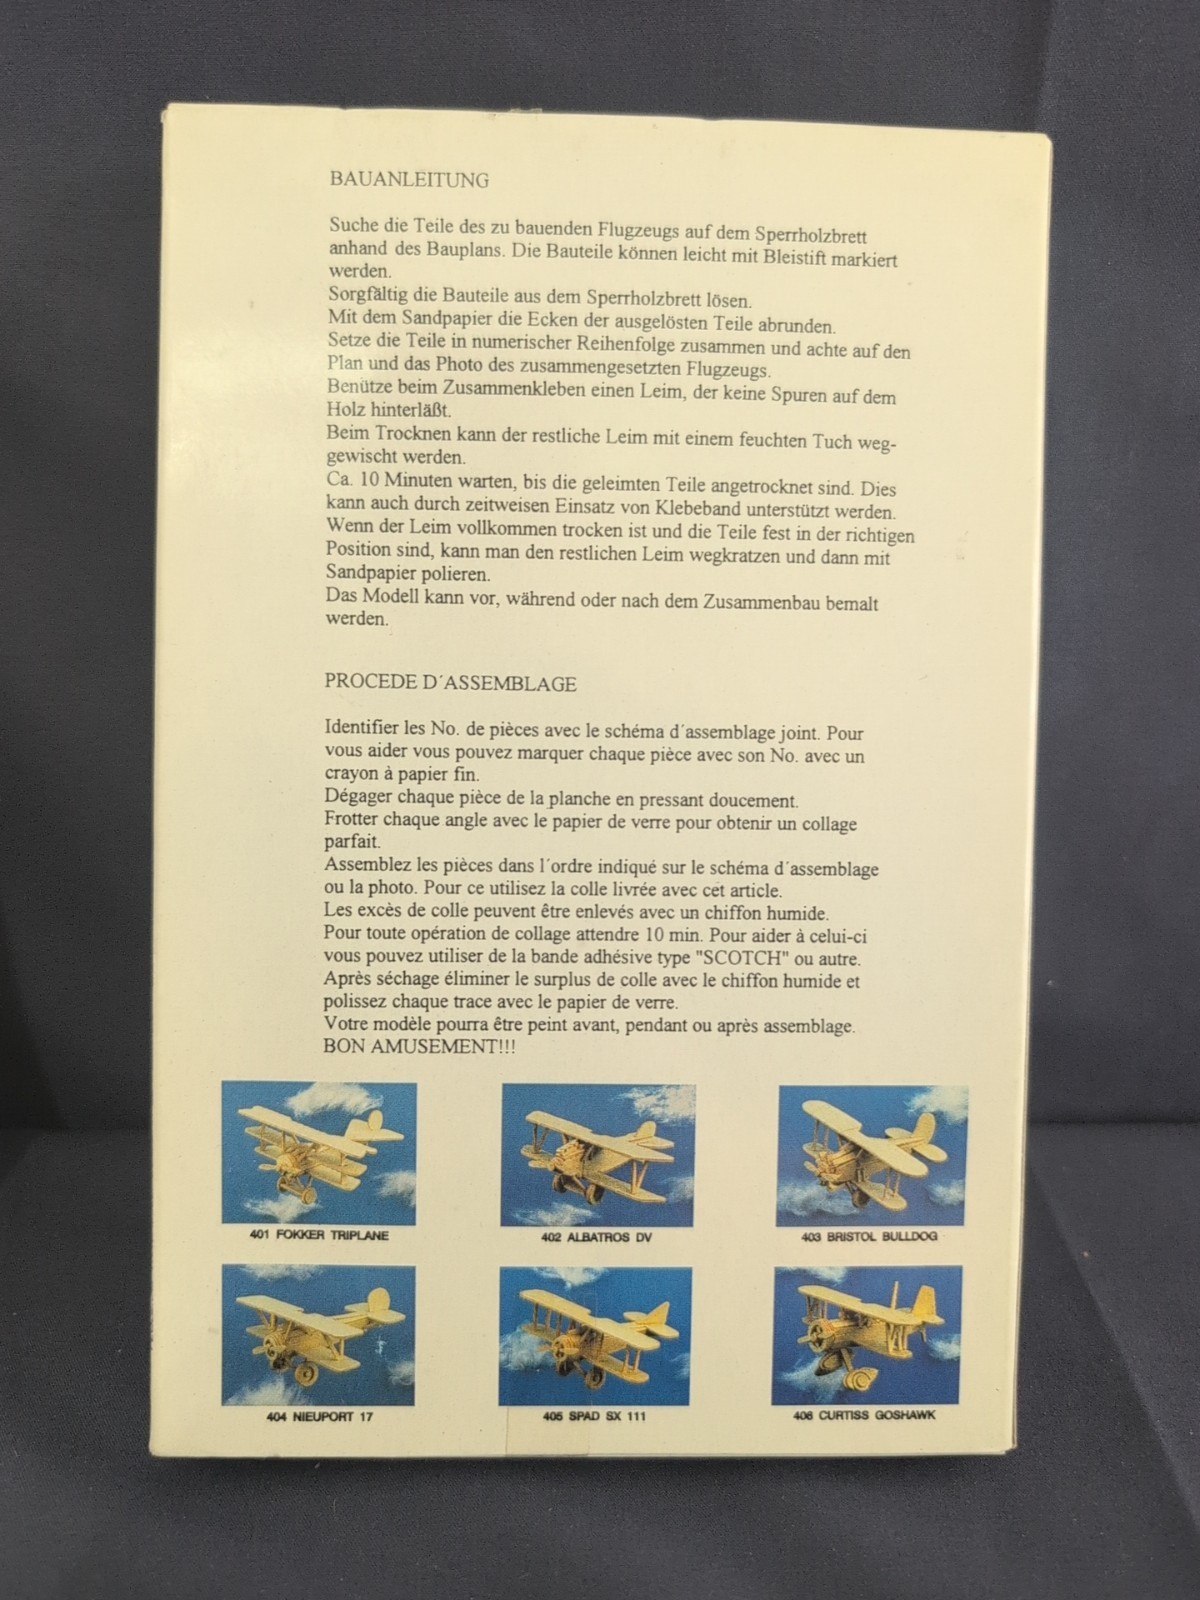 BAUANLEITUNG
Suche die Teile des zu bauenden Flugzeugs auf dem Sperrholzbrett
anhand des Bauplans. Die Bauteile können leicht mit Bleistift markiert
werden.
Sorgfältig die Bauteile aus dem Sperrholzbrett lösen.
Mit dem Sandpapier die Ecken der ausgelösten Teile abrunden.
Setze die Teile in numerischer Reihenfolge zusammen und achte auf den
Plan und das Photo des zusammengesetzten Flugzeugs.
Benütze beim Zusammenkleben einen Leim, der keine Spuren auf dem
Holz hinterläßt.
Beim Trocknen kann der restliche Leim mit einem feuchten Tuch weg-
gewischt werden.
Ca. 10 Minuten warten, bis die geleimten Teile angetrocknet sind. Dies
kann auch durch zeitweisen Einsatz von Klebeband unterstützt werden.
Wenn der Leim vollkommen trocken ist und die Teile fest in der richtigen
Position sind, kann man den restlichen Leim wegkratzen und dann mit
Sandpapier polieren.
Das Modell kann vor, während oder nach dem Zusammenbau bemalt
werden.
PROCEDE D´ASSEMBLAGE
Identifier les No. de pièces avec le schéma d´assemblage joint. Pour
vous aider vous pouvez marquer chaque pièce avec son No. avec un
crayon à papier fin.
Dégager chaque pièce de la planche en pressant doucement.
Frotter chaque angle avec le papier de verre pour obtenir un collage
parfait.
Assemblez les pièces dans l´ordre indiqué sur le schéma d´assemblage
ou la photo. Pour ce utilisez la colle livrée avec cet article.
Les excès de colle peuvent être enlevés avec un chiffon humide.
Pour toute opération de collage attendre 10 min. Pour aider à celui-ci
vous pouvez utiliser de la bande adhésive type "SCOTCH" ou autre.
Après séchage éliminer le surplus de colle avec le chiffon humide et
polissez chaque trace avec le papier de verre.
Votre modèle pourra être peint avant, pendant ou après assemblage.
BON AMUSEMENT!!!
401 FOKKER TRIPLANE
402 ALBATROS DV
403 BRISTOL BULLDOG
404 NIEUPORT 17
405 SPAD SX 111
406 CURTISS GOSHAWK